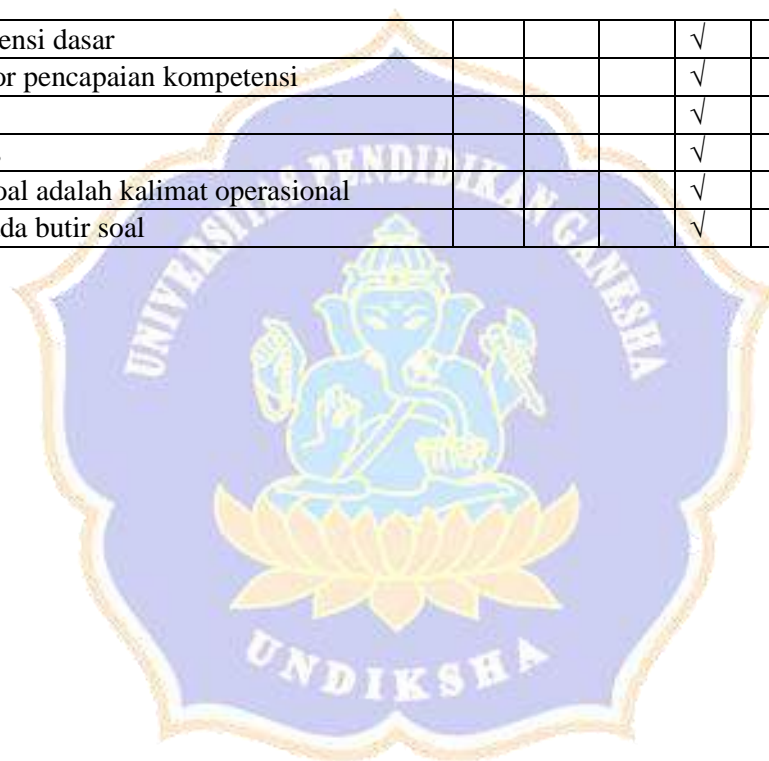 ensi dasar √
or pencapaian kompetensi √
√
√
oal adalah kalimat operasional √
da butir soal √
UNIVERSITAS PENDIDIKAN GANESHA
UNDIKSHA